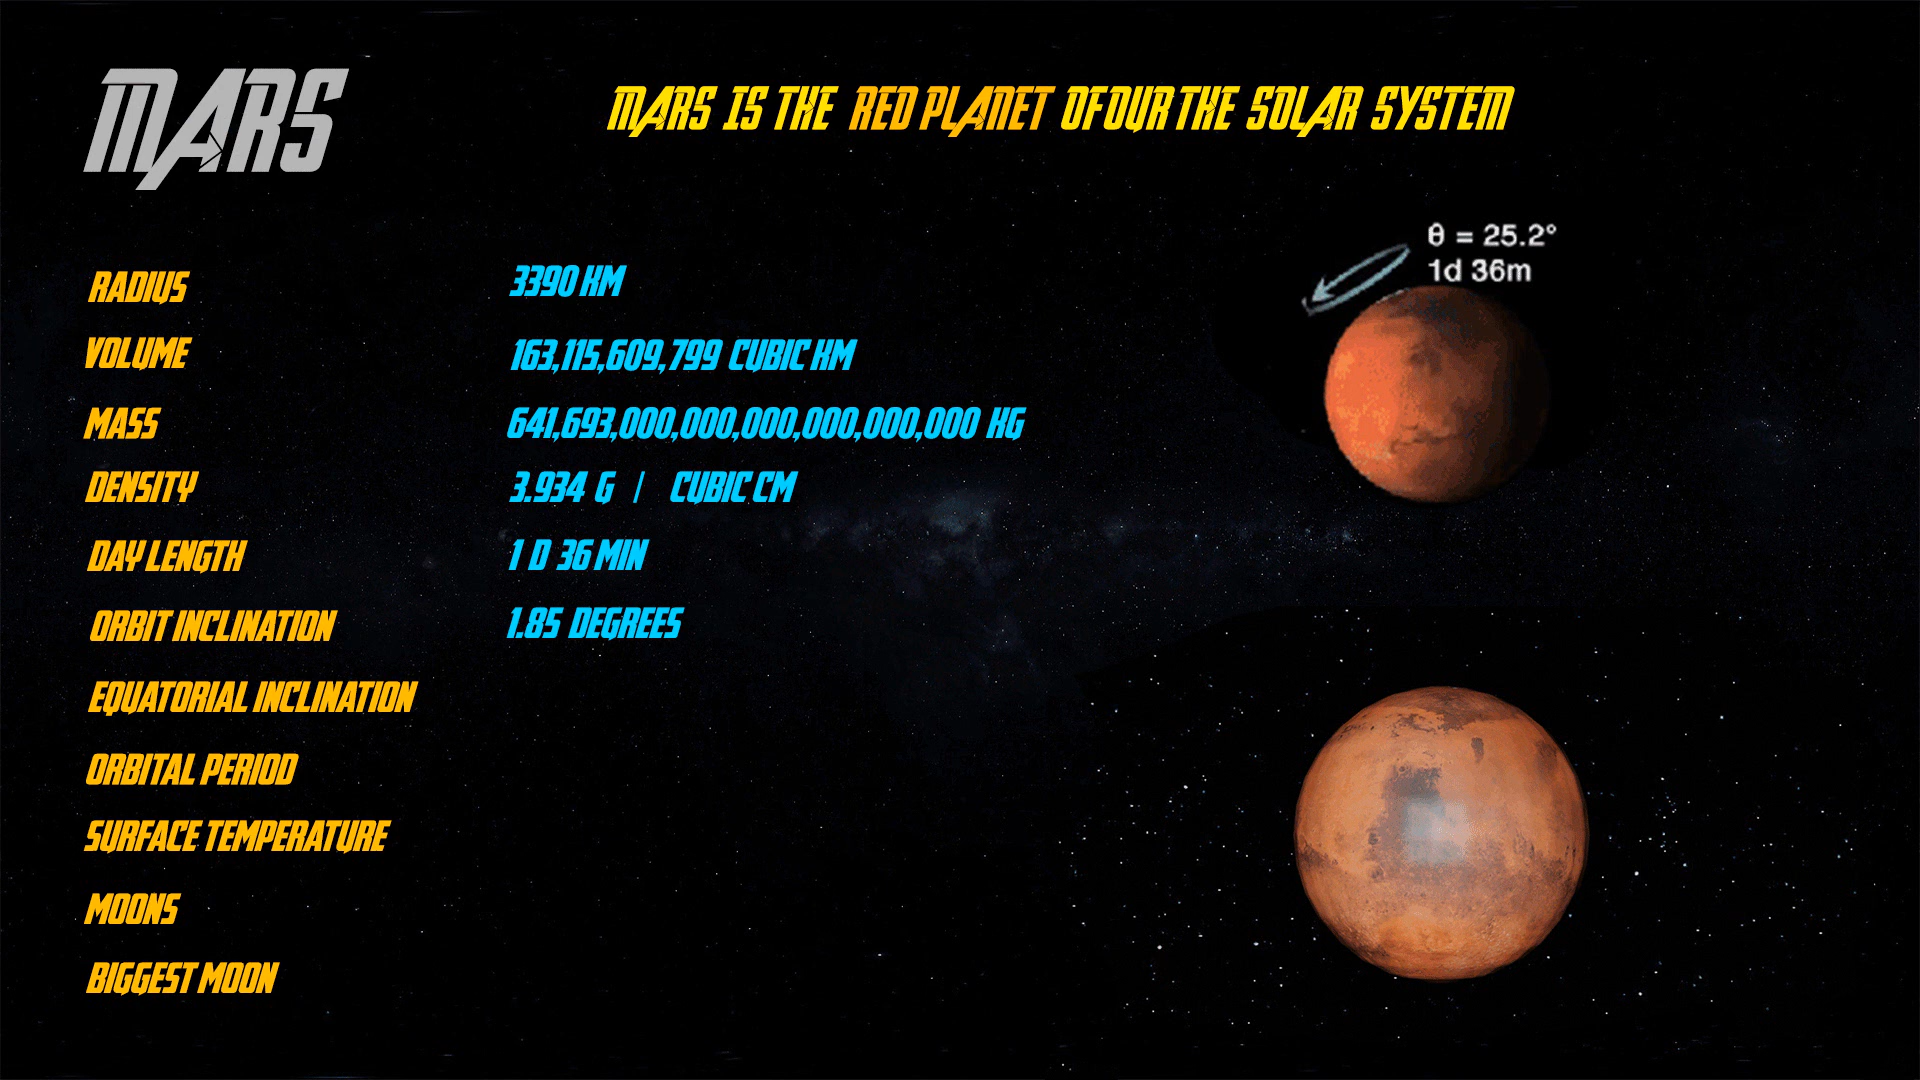 MARS
MARS IS THE RED PLANET OFOURTHE SOLAR SYSTEM
θ = 25.2°
1d 36m
RADIUS 3390 KM
VOLUME 163,115,609,799 CUBIC KM
MASS 641,693,000,000,000,000,000,000 KG
DENSITY 3.934 G / CUBIC CM
DAY LENGTH 1 D 36 MIN
ORBIT INCLINATION 1.85 DEGREES
EQUATORIAL INCLINATION
ORBITAL PERIOD
SURFACE TEMPERATURE
MOONS
BIGGEST MOON